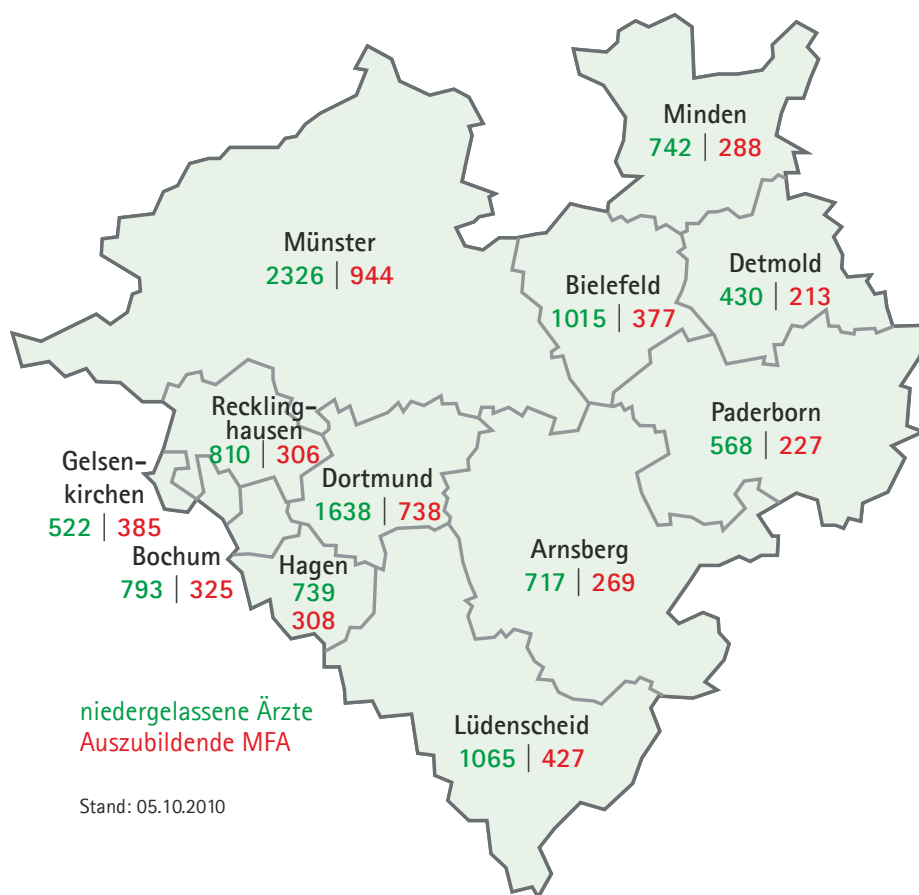 Minden
742 | 288
Münster
2326 | 944
Bielefeld
1015 | 377
Detmold
430 | 213
Reckling-
hausen
810 | 306
Paderborn
568 | 227
Gelsen-
kirchen
522 | 385
Dortmund
1638 | 738
Bochum
793 | 325
Hagen
739
308
Arnsberg
717 | 269
Lüdenscheid
1065 | 427
niedergelassene Ärzte
Auszubildende MFA
Stand: 05.10.2010